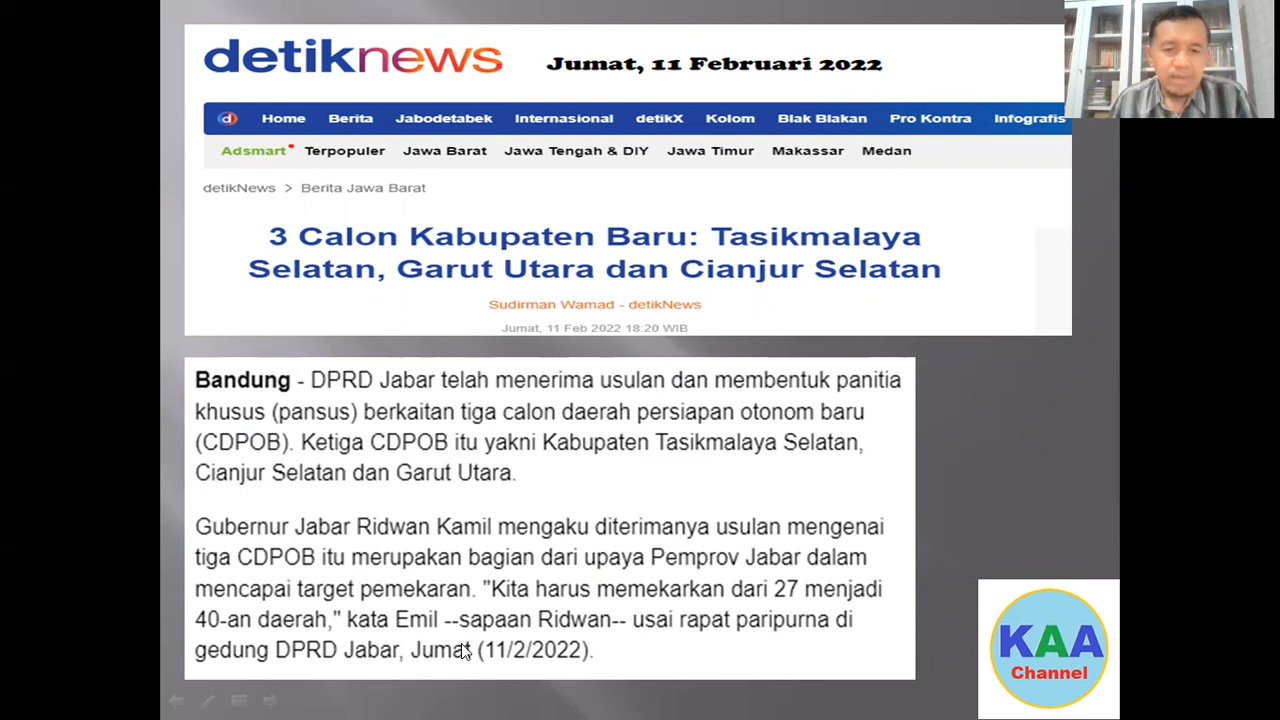 detiknews
Jumat, 11 Februari 2022
d Home Berita Jabodetabek Internasional detikX Kolom Blak Blakan Pro Kontra Infografis
Adsmart Terpopuler Jawa Barat Jawa Tengah & DIY Jawa Timur Makassar Medan
detikNews > Berita Jawa Barat
3 Calon Kabupaten Baru: Tasikmalaya
Selatan, Garut Utara dan Cianjur Selatan
Sudirman Wamad - detikNews
Jumat, 11 Feb 2022 18:20 WIB
Bandung - DPRD Jabar telah menerima usulan dan membentuk panitia
khusus (pansus) berkaitan tiga calon daerah persiapan otonom baru
(CDPOB). Ketiga CDPOB itu yakni Kabupaten Tasikmalaya Selatan,
Cianjur Selatan dan Garut Utara.
Gubernur Jabar Ridwan Kamil mengaku diterimanya usulan mengenai
tiga CDPOB itu merupakan bagian dari upaya Pemprov Jabar dalam
mencapai target pemekaran. "Kita harus memekarkan dari 27 menjadi
40-an daerah," kata Emil --sapaan Ridwan-- usai rapat paripurna di
gedung DPRD Jabar, Jumat (11/2/2022).
KAA
Channel